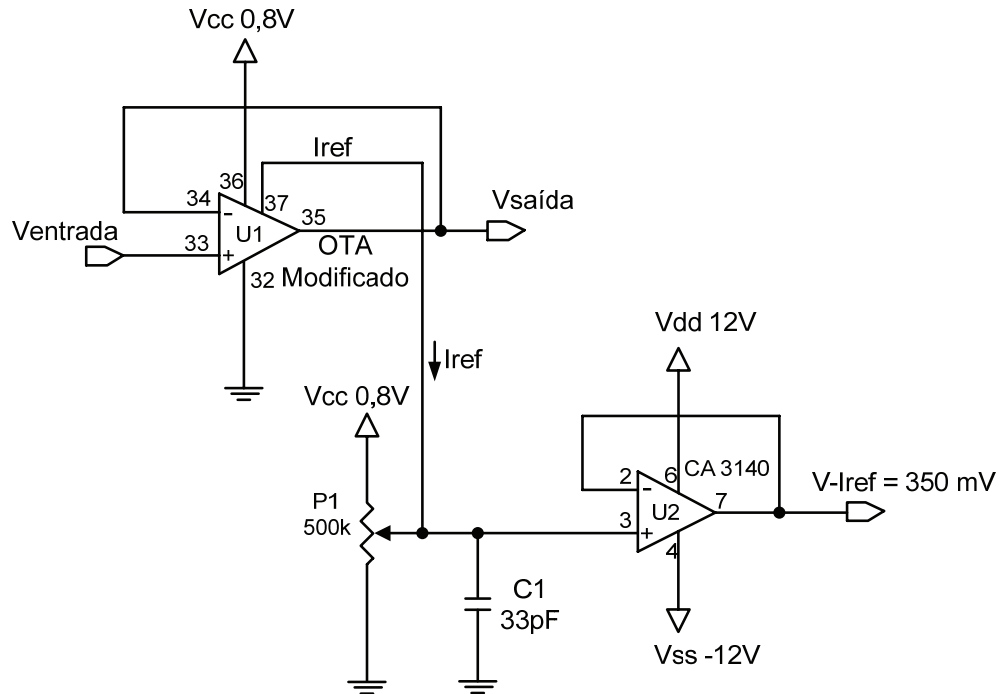 Vcc 0,8V
Iref
36
37
34
Vsaída
35
-
U1
Ventrada
33
OTA
+
32
Modificado
Vdd 12V
Iref
Vcc 0,8V
CA 3140
6
2
V-Iref = 350 mV
P1
-
7
500k
U2
3
+
4
C1
33pF
Vss -12V